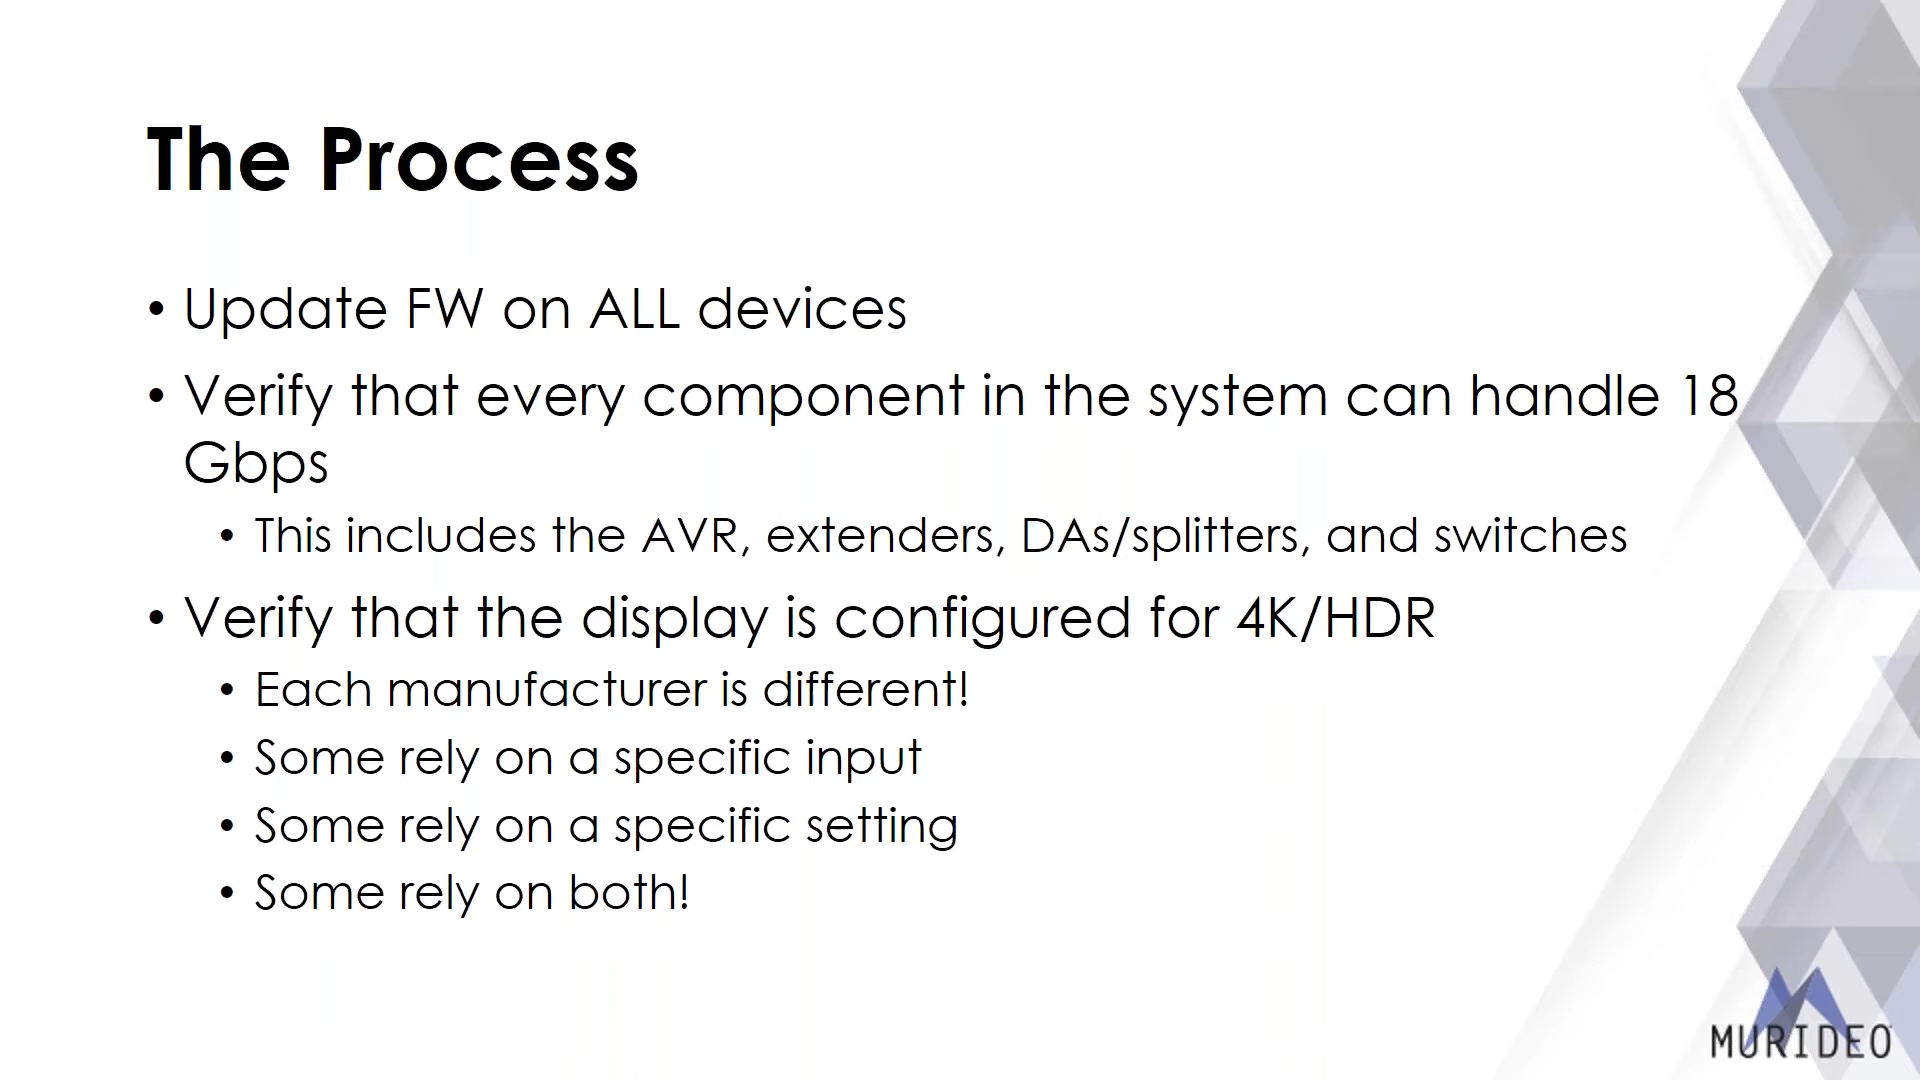 The Process
• Update FW on ALL devices
• Verify that every component in the system can handle 18
Gbps
• This includes the AVR, extenders, DAs/splitters, and switches
• Verify that the display is configured for 4K/HDR
• Each manufacturer is different!
• Some rely on a specific input
• Some rely on a specific setting
• Some rely on both!
MURIDEO